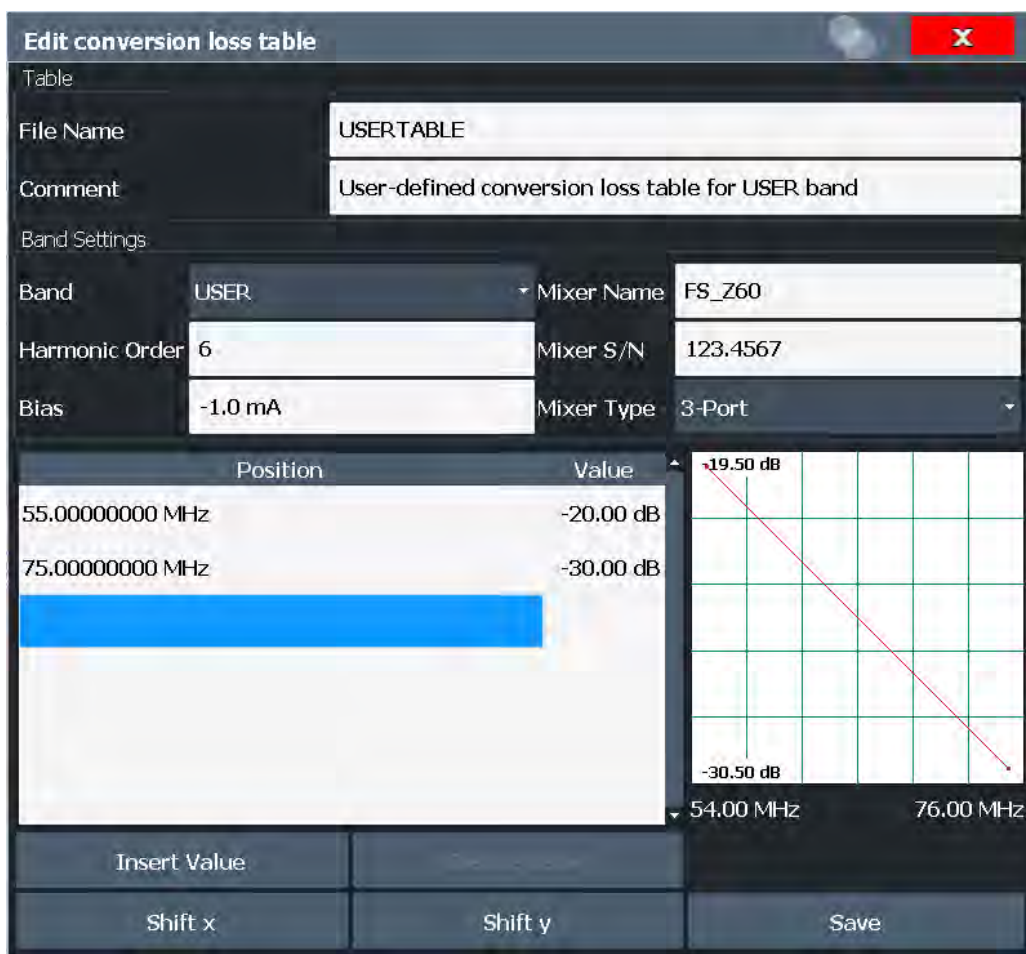 Edit conversion loss table
X
Table
File Name USERTABLE
Comment User-defined conversion loss table for USER band
Band Settings
Band USER Mixer Name FS_Z60
Harmonic Order 6 Mixer S/N 123.4567
Bias -1.0 mA Mixer Type 3-Port
Position Value
55.00000000 MHz -20.00 dB
75.00000000 MHz -30.00 dB
-19.50 dB
-30.50 dB
54.00 MHz 76.00 MHz
Insert Value
Shift x Shift y Save